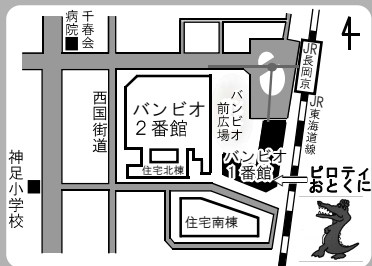 千春会
病院
4
JR長岡京
JR東海道線
西国街道
バンビオ
2番館
バンビオ
前広場
バンビオ
1番館
住宅北棟
ピロティ
おとくに
神足小学校
住宅南棟